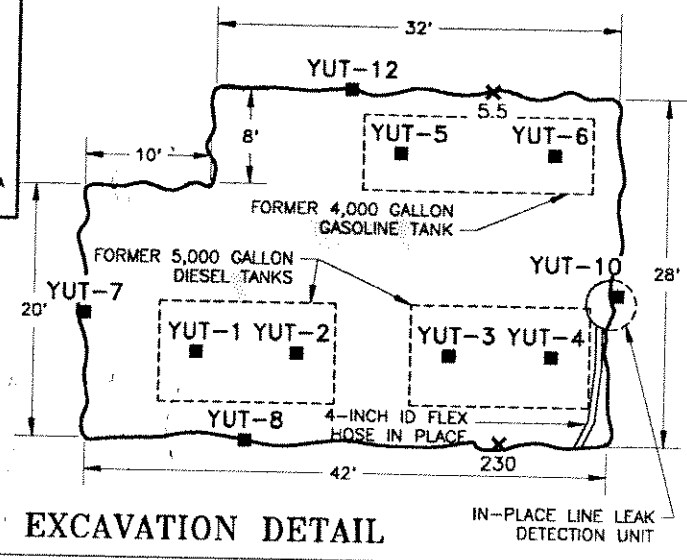 32'
YUT-12
5.5
8'
10'
YUT-5
YUT-6
A
FORMER 4,000 GALLON
GASOLINE TANK
FORMER 5,000 GALLON
DIESEL TANKS
YUT-10
28'
YUT-7
20'
YUT-1
YUT-2
YUT-3
YUT-4
YUT-8
4-INCH ID FLEX
HOSE IN PLACE
230
42'
IN-PLACE LINE LEAK
DETECTION UNIT
EXCAVATION DETAIL